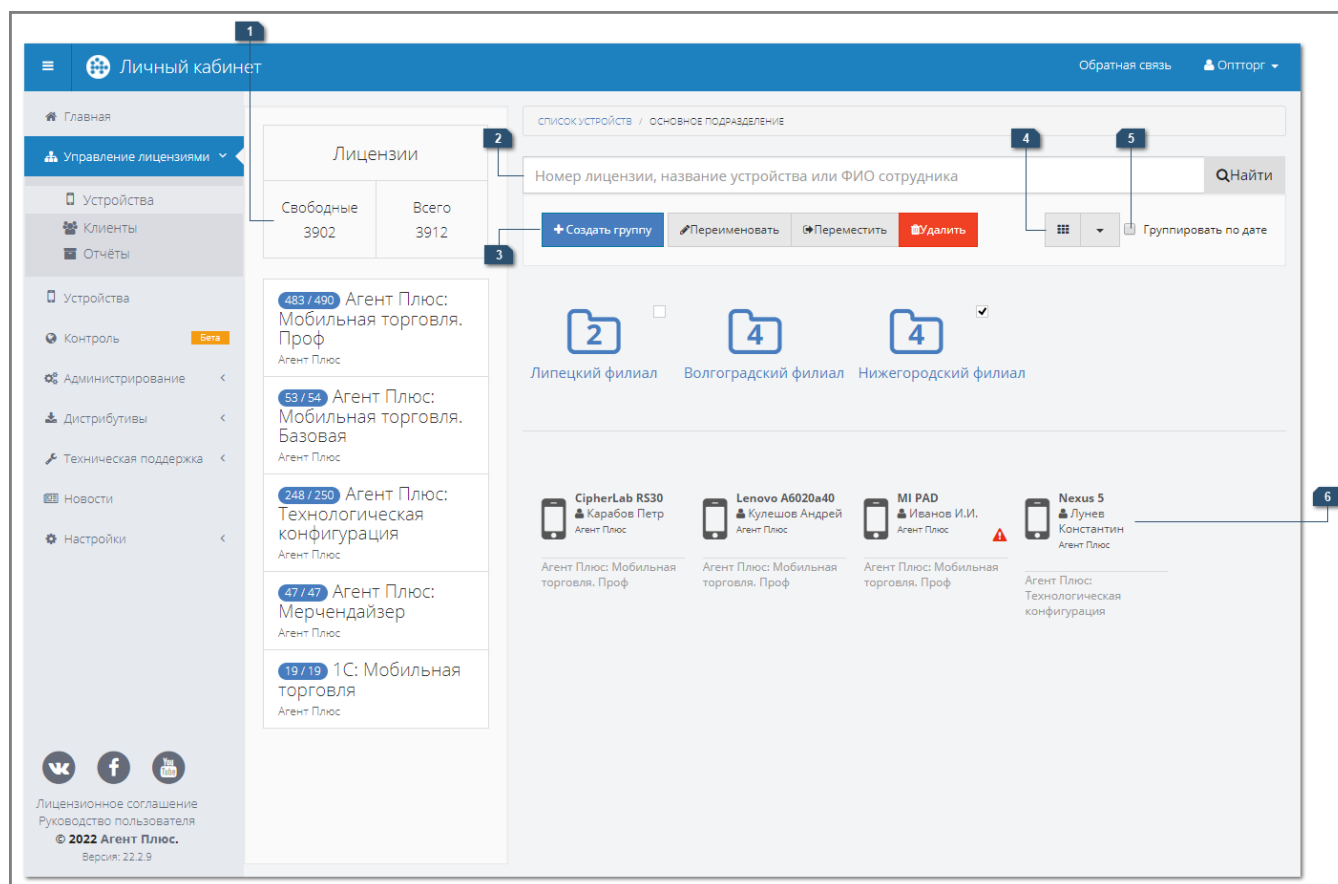 1
Личный кабинет
Обратная связь
Оптторг
Главная
Управление лицензиями
Устройства
Клиенты
Отчёты
Устройства
Контроль
Бета
Администрирование
Дистрибутивы
Техническая поддержка
Новости
Настройки
Лицензионное соглашение
Руководство пользователя
© 2022 Агент Плюс.
Версия: 22.2.9
Лицензии
Свободные
3902
Всего
3912
483 / 490 Агент Плюс:
Мобильная торговля.
Проф
Агент Плюс
53 / 54 Агент Плюс:
Мобильная торговля.
Базовая
Агент Плюс
248 / 250 Агент Плюс:
Технологическая
конфигурация
Агент Плюс
47 / 47 Агент Плюс:
Мерчендайзер
Агент Плюс
19 / 19 1С: Мобильная
торговля
Агент Плюс
СПИСОК УСТРОЙСТВ / ОСНОВНОЕ ПОДРАЗДЕЛЕНИЕ
2
4
5
Номер лицензии, название устройства или ФИО сотрудника
Найти
3
Создать группу
Переименовать
Переместить
Удалить
Группировать по дате
2
Липецкий филиал
4
Волгоградский филиал
4
Нижегородский филиал
CipherLab RS30
Карабов Петр
Агент Плюс
Агент Плюс: Мобильная
торговля. Проф
Lenovo A6020a40
Кулешов Андрей
Агент Плюс
Агент Плюс: Мобильная
торговля. Проф
MI PAD
Иванов И.И.
Агент Плюс
Агент Плюс: Мобильная
торговля. Проф
Nexus 5
Лунев
Константин
Агент Плюс
Агент Плюс:
Технологическая
конфигурация
6
You
Tube